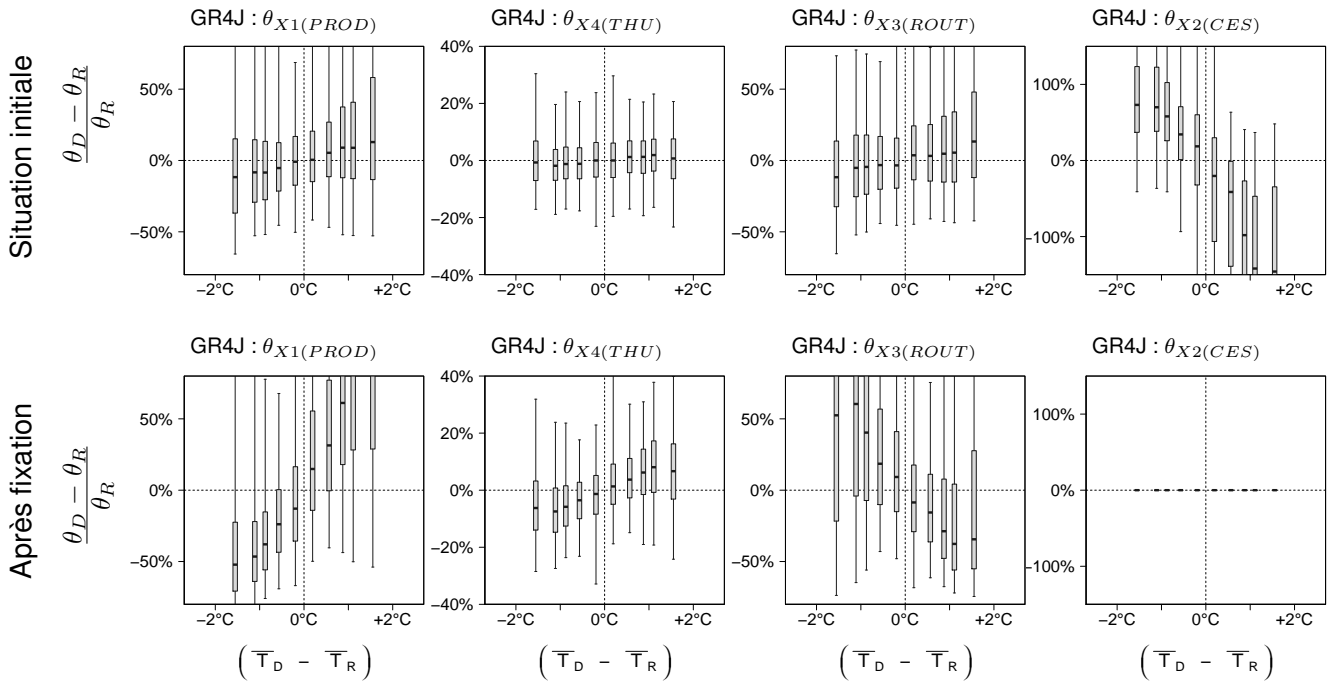 GR4J : θX1(PROD) GR4J : θX4(THU) GR4J : θX3(ROUT) GR4J : θX2(CES)
Situation initiale
θD − θR
θR
50%
0%
−50%
−2°C 0°C +2°C
40%
20%
0%
−20%
−40%
−2°C 0°C +2°C
50%
0%
−50%
−2°C 0°C +2°C
100%
0%
−100%
−2°C 0°C +2°C
GR4J : θX1(PROD) GR4J : θX4(THU) GR4J : θX3(ROUT) GR4J : θX2(CES)
Après fixation
θD − θR
θR
50%
0%
−50%
−2°C 0°C +2°C
40%
20%
0%
−20%
−40%
−2°C 0°C +2°C
50%
0%
−50%
−2°C 0°C +2°C
100%
0%
−100%
−2°C 0°C +2°C
( T̅D − T̅R ) ( T̅D − T̅R ) ( T̅D − T̅R ) ( T̅D − T̅R )